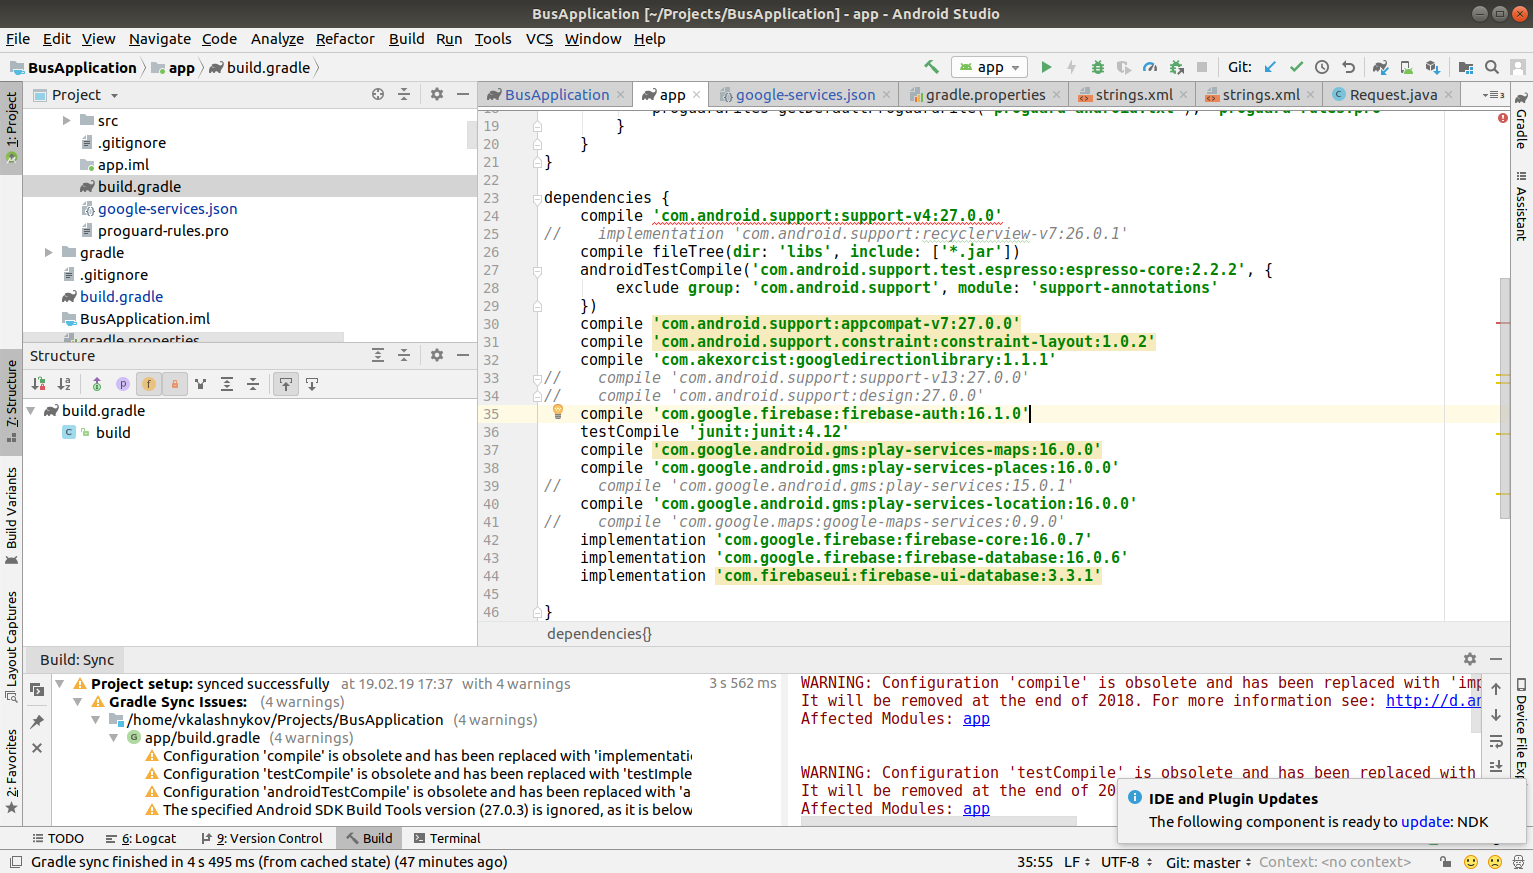 BusApplication [~/Projects/BusApplication] - app - Android Studio
File Edit View Navigate Code Analyze Refactor Build Run Tools VCS Window Help
BusApplication app build.gradle
app
Git:
1: Project
7: Structure
Build Variants
Layout Captures
2: Favorites
Project
src
.gitignore
app.iml
build.gradle
google-services.json
proguard-rules.pro
gradle
.gitignore
build.gradle
BusApplication.iml
gradle.properties
Structure
build.gradle
build
BusApplication app google-services.json gradle.properties strings.xml strings.xml Request.java
18 proguardFiles getDefaultProguardFile('proguard-android.txt'), 'proguard-rules.pro'
19 }
20 }
21 }
22
23 dependencies {
24 compile 'com.android.support:support-v4:27.0.0'
25 // implementation 'com.android.support:recyclerview-v7:26.0.1'
26 compile fileTree(dir: 'libs', include: ['*.jar'])
27 androidTestCompile('com.android.support.test.espresso:espresso-core:2.2.2', {
28 exclude group: 'com.android.support', module: 'support-annotations'
29 })
30 compile 'com.android.support:appcompat-v7:27.0.0'
31 compile 'com.android.support.constraint:constraint-layout:1.0.2'
32 compile 'com.akexorcist:googledirectionlibrary:1.1.1'
33 // compile 'com.android.support:support-v13:27.0.0'
34 // compile 'com.android.support:design:27.0.0'
35 compile 'com.google.firebase:firebase-auth:16.1.0'
36 testCompile 'junit:junit:4.12'
37 compile 'com.google.android.gms:play-services-maps:16.0.0'
38 compile 'com.google.android.gms:play-services-places:16.0.0'
39 // compile 'com.google.android.gms:play-services:15.0.1'
40 compile 'com.google.android.gms:play-services-location:16.0.0'
41 // compile 'com.google.maps:google-maps-services:0.9.0'
42 implementation 'com.google.firebase:firebase-core:16.0.7'
43 implementation 'com.google.firebase:firebase-database:16.0.6'
44 implementation 'com.firebaseui:firebase-ui-database:3.3.1'
45
46 }
dependencies{}
Gradle
Assistant
Device File Exp
Build: Sync
Project setup: synced successfully at 19.02.19 17:37 with 4 warnings 3 s 562 ms
Gradle Sync Issues: (4 warnings)
/home/vkalashnykov/Projects/BusApplication (4 warnings)
app/build.gradle (4 warnings)
Configuration 'compile' is obsolete and has been replaced with 'implementatio
Configuration 'testCompile' is obsolete and has been replaced with 'testImple
Configuration 'androidTestCompile' is obsolete and has been replaced with 'a
The specified Android SDK Build Tools version (27.0.3) is ignored, as it is below
WARNING: Configuration 'compile' is obsolete and has been replaced with 'imp
It will be removed at the end of 2018. For more information see: http://d.an
Affected Modules: app
WARNING: Configuration 'testCompile' is obsolete and has been replaced with
It will be removed at the end of 20
Affected Modules: app
IDE and Plugin Updates
The following component is ready to update: NDK
TODO 6: Logcat 9: Version Control Build Terminal
Gradle sync finished in 4 s 495 ms (from cached state) (47 minutes ago) 35:55 LF UTF-8 Git: master Context: <no context>